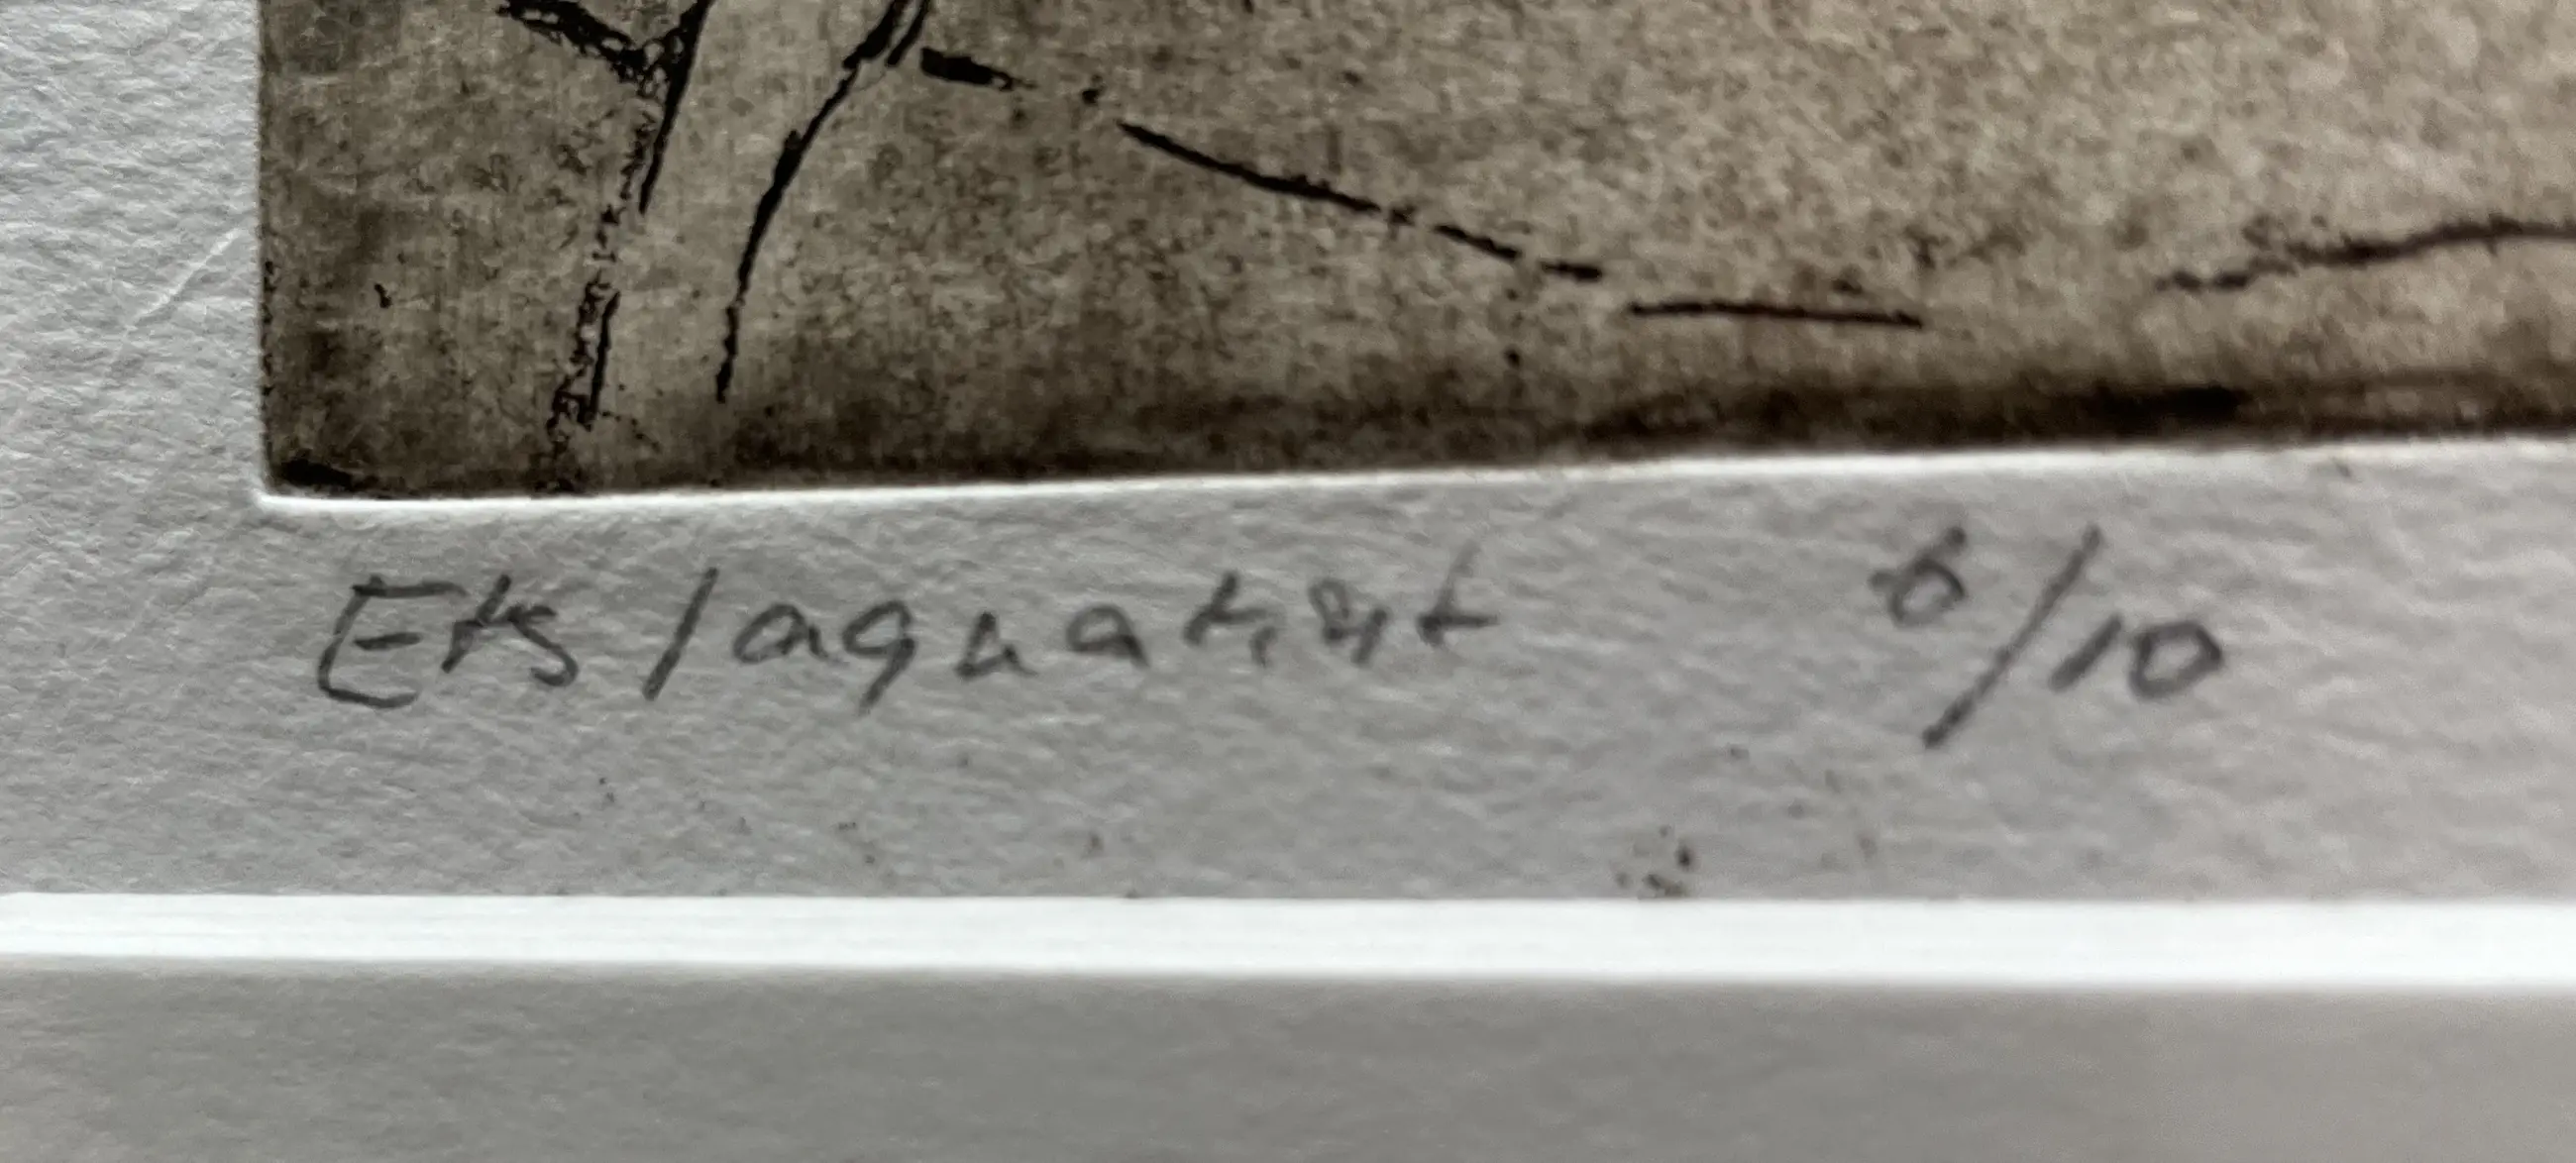 Ets / aquatint 6/10